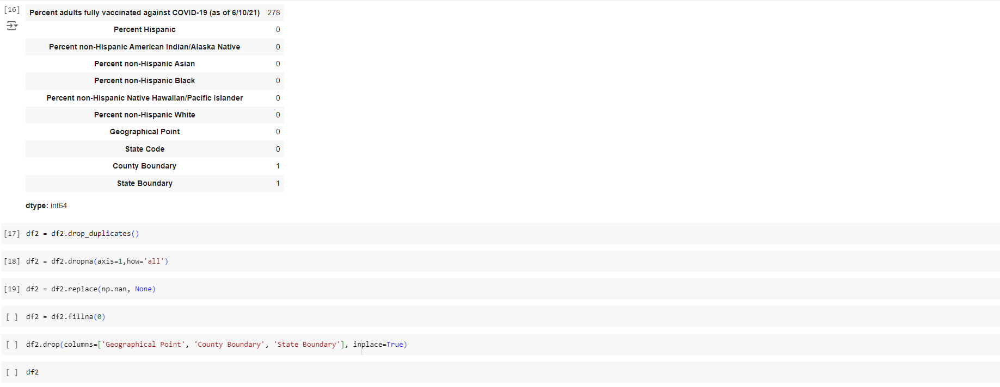 [16]
Percent adults fully vaccinated against COVID-19 (as of 6/10/21) 278
Percent Hispanic 0
Percent non-Hispanic American Indian/Alaska Native 0
Percent non-Hispanic Asian 0
Percent non-Hispanic Black 0
Percent non-Hispanic Native Hawaiian/Pacific Islander 0
Percent non-Hispanic White 0
Geographical Point 0
State Code 0
County Boundary 1
State Boundary 1
dtype: int64
[17] df2 = df2.drop_duplicates()
[18] df2 = df2.dropna(axis=1,how='all')
[19] df2 = df2.replace(np.nan, None)
[ ] df2 = df2.fillna(0)
[ ] df2.drop(columns=['Geographical Point', 'County Boundary', 'State Boundary'], inplace=True)
[ ] df2